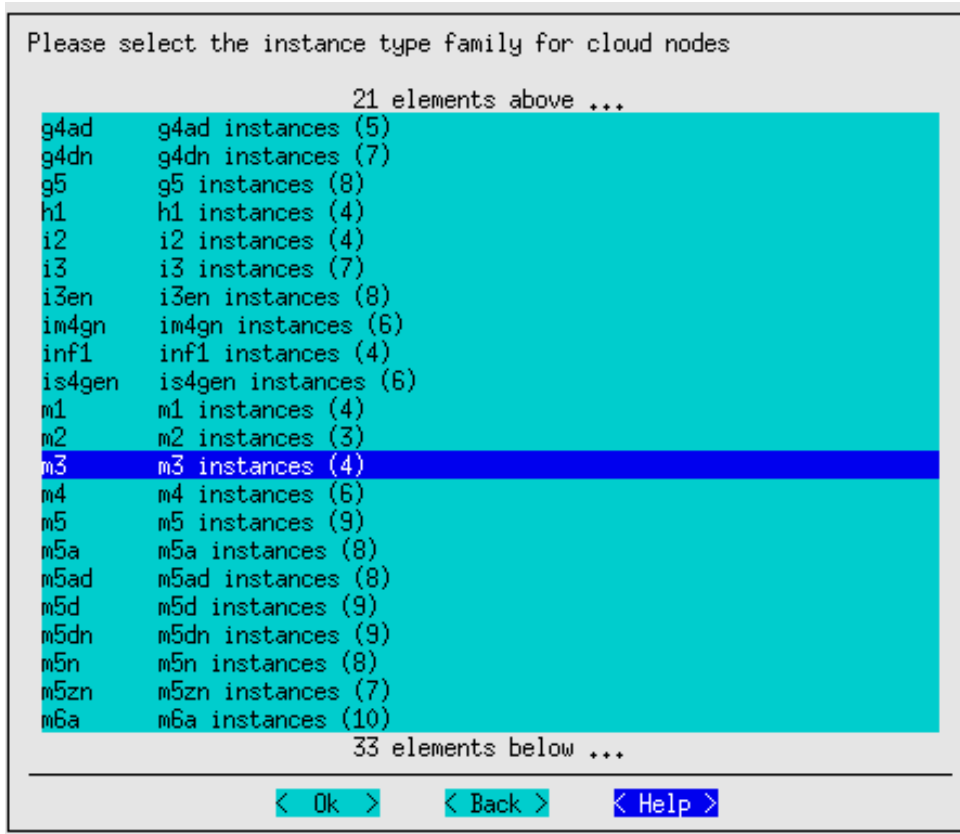 Please select the instance type family for cloud nodes
21 elements above ...
g4ad g4ad instances (5)
g4dn g4dn instances (7)
g5 g5 instances (8)
h1 h1 instances (4)
i2 i2 instances (4)
i3 i3 instances (7)
i3en i3en instances (8)
im4gn im4gn instances (6)
inf1 inf1 instances (4)
is4gen is4gen instances (6)
m1 m1 instances (4)
m2 m2 instances (3)
m3 m3 instances (4)
m4 m4 instances (6)
m5 m5 instances (9)
m5a m5a instances (8)
m5ad m5ad instances (8)
m5d m5d instances (9)
m5dn m5dn instances (9)
m5n m5n instances (8)
m5zn m5zn instances (7)
m6a m6a instances (10)
33 elements below ...
< Ok > < Back > < Help >